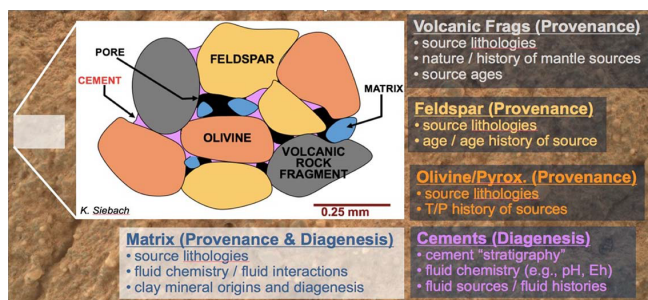 PORE
CEMENT
FELDSPAR
MATRIX
OLIVINE
VOLCANIC
ROCK
FRAGMENT
K. Siebach
0.25 mm
Volcanic Frags (Provenance)
• source lithologies
• nature / history of mantle sources
• source ages
Feldspar (Provenance)
• source lithologies
• age / age history of source
Olivine/Pyrox. (Provenance)
• source lithologies
• T/P history of sources
Matrix (Provenance & Diagenesis)
• source lithologies
• fluid chemistry / fluid interactions
• clay mineral origins and diagenesis
Cements (Diagenesis)
• cement “stratigraphy”
• fluid chemistry (e.g., pH, Eh)
• fluid sources / fluid histories